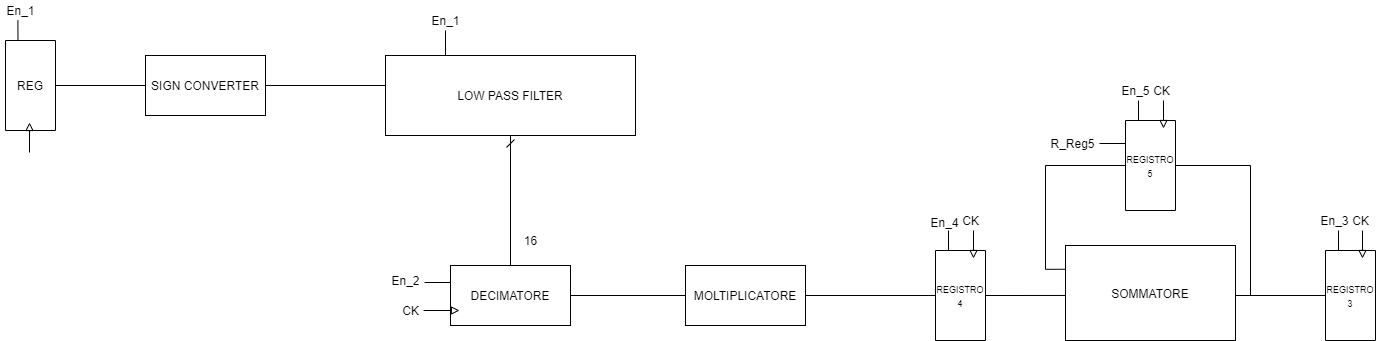 En_1
REG
SIGN CONVERTER
En_1
LOW PASS FILTER
16
En_2
CK
DECIMATORE
MOLTIPLICATORE
En_4 CK
REGISTRO
4
En_5 CK
R_Reg5
REGISTRO
5
SOMMATORE
En_3 CK
REGISTRO
3